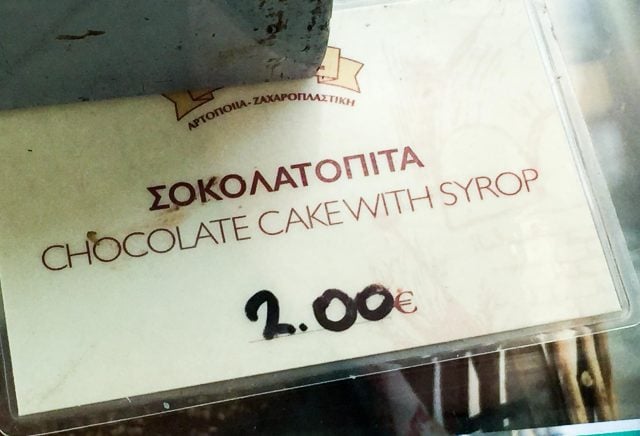 ΑΡΤΟΠΟΙΙΑ - ΖΑΧΑΡΟΠΛΑΣΤΙΚΗ
ΣΟΚΟΛΑΤΟΠΙΤΑ
CHOCOLATE CAKE WITH SYROP
2.00€